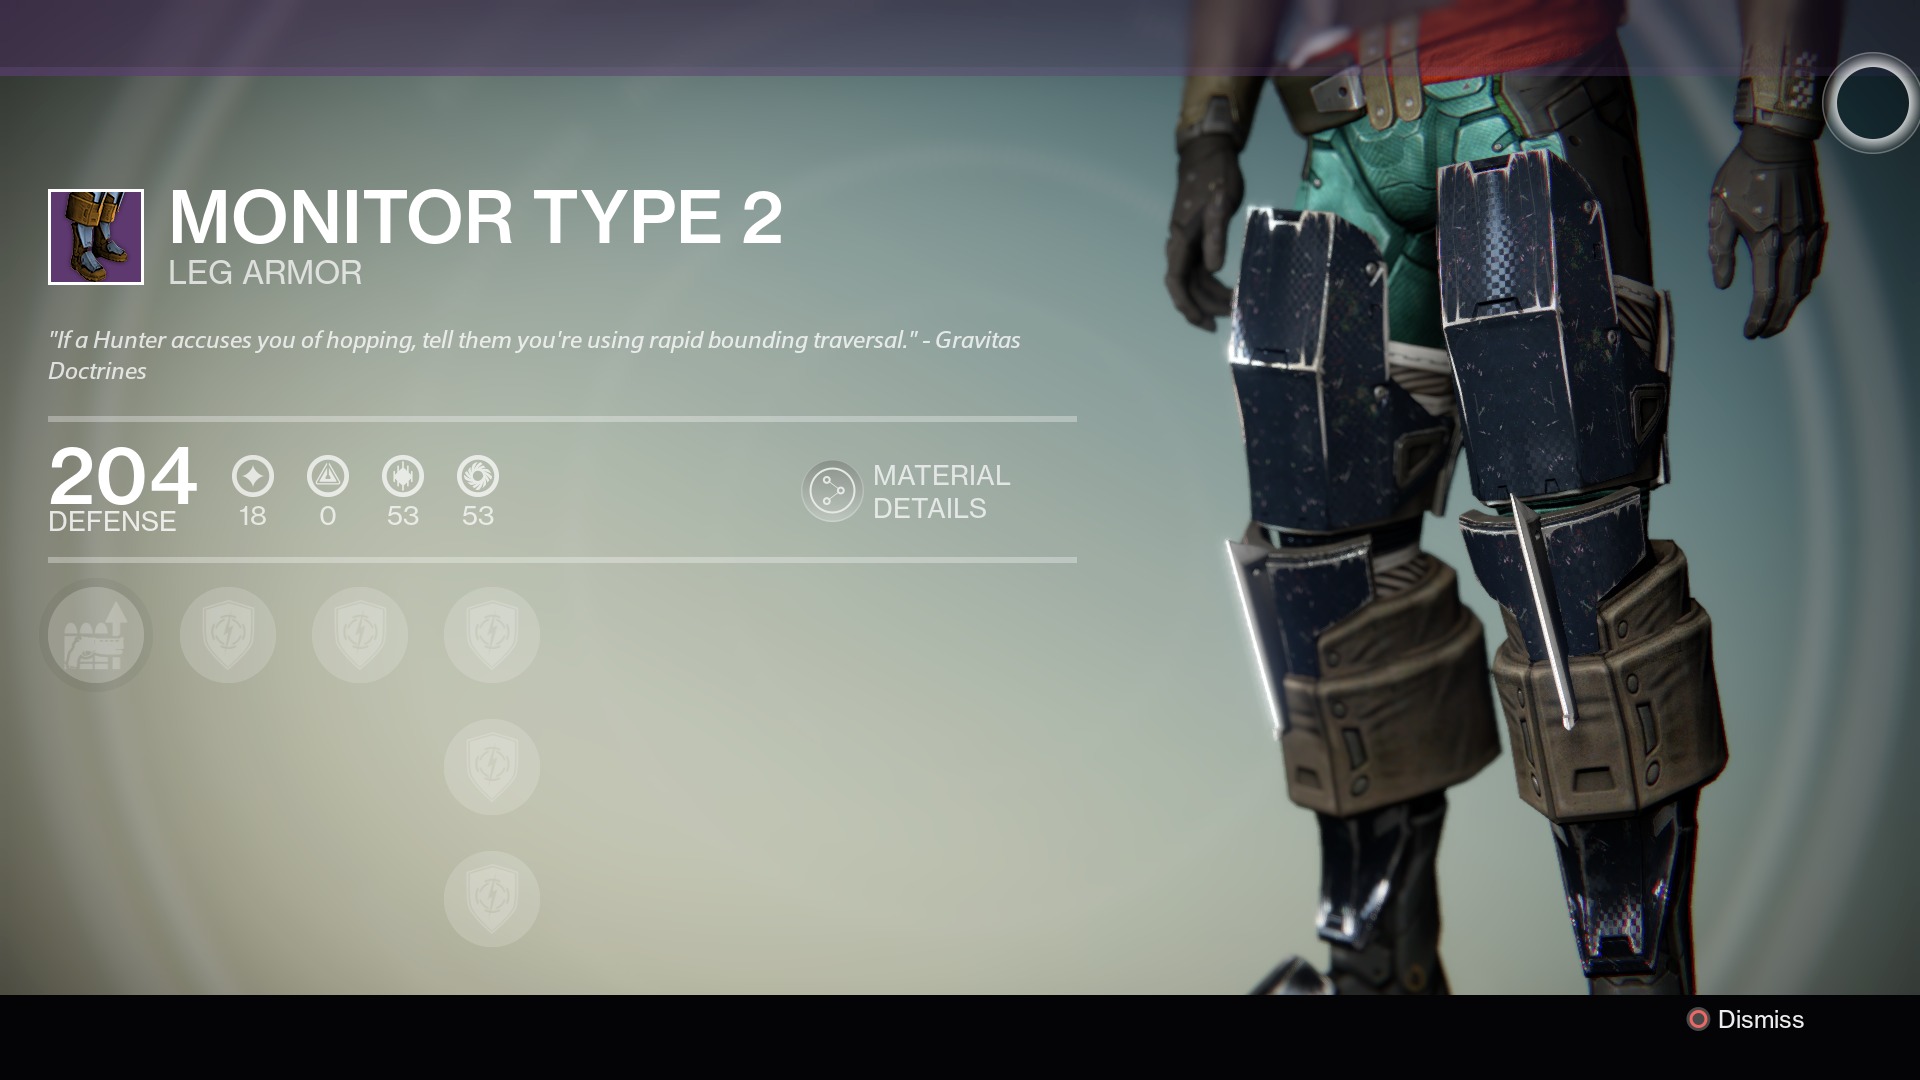 MONITOR TYPE 2
LEG ARMOR
"If a Hunter accuses you of hopping, tell them you're using rapid bounding traversal." - Gravitas
Doctrines
204
DEFENSE
18
0
53
53
MATERIAL
DETAILS
Dismiss